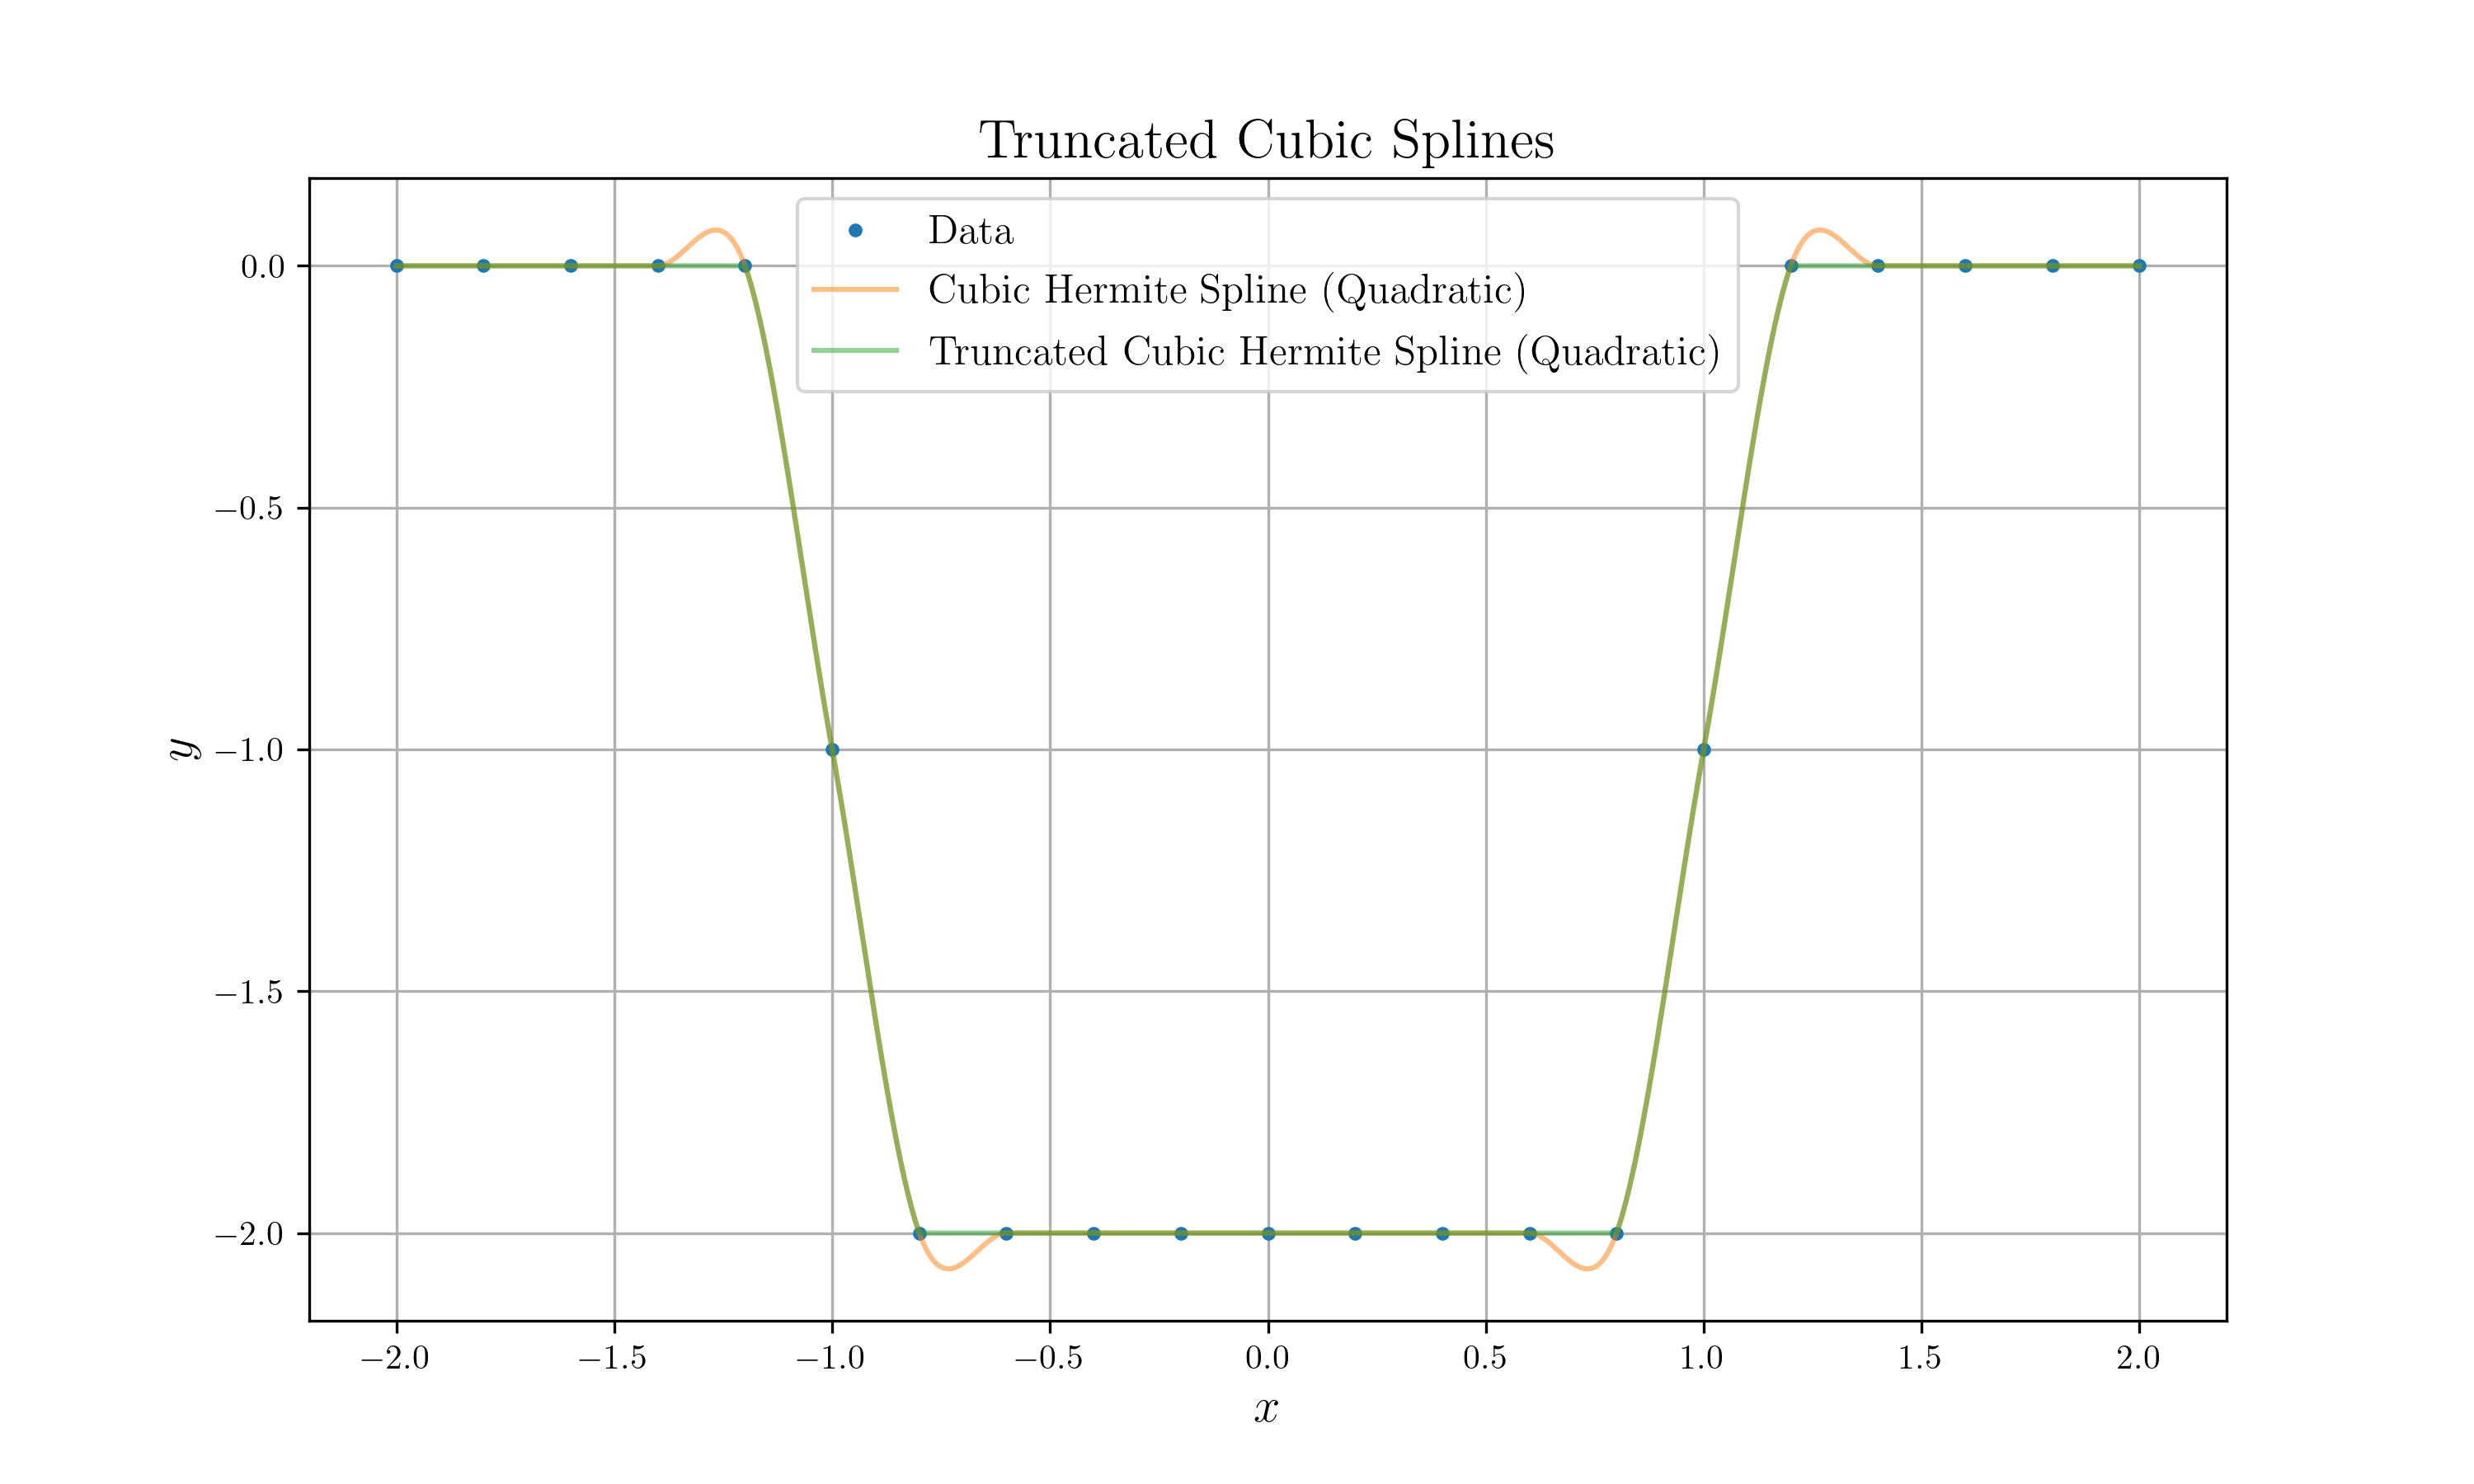 Truncated Cubic Splines
Data
Cubic Hermite Spline (Quadratic)
Truncated Cubic Hermite Spline (Quadratic)
0.0
−0.5
−1.0
−1.5
−2.0
y
−2.0 −1.5 −1.0 −0.5 0.0 0.5 1.0 1.5 2.0
x